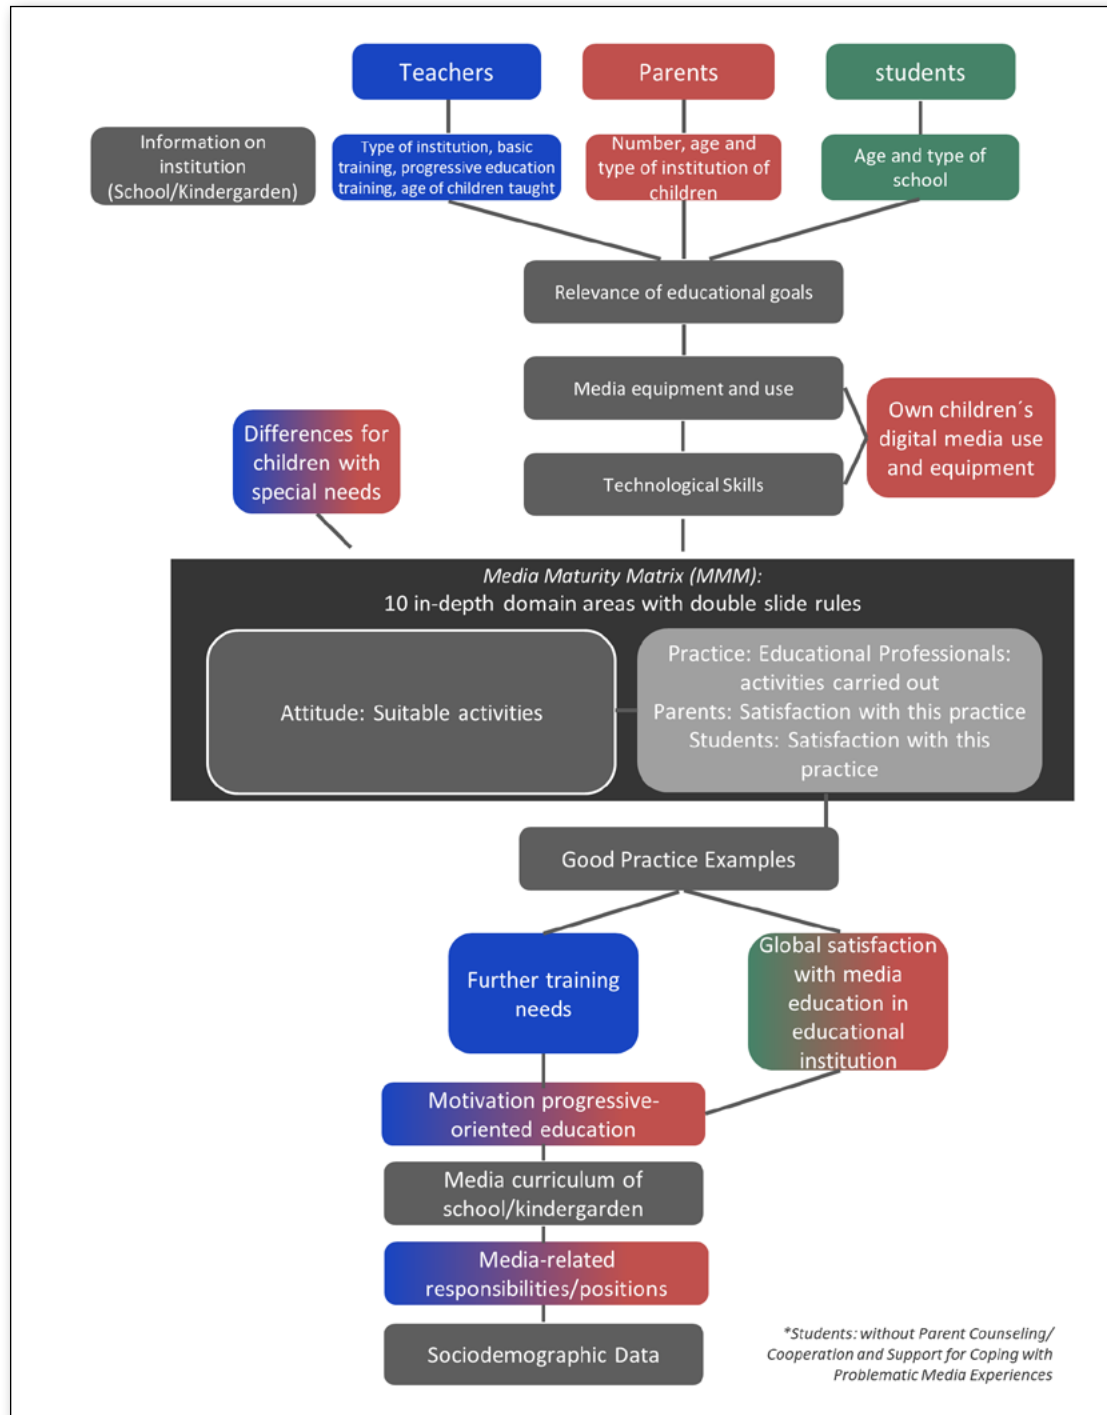 Teachers
Parents
students
Information on
institution
(School/Kindergarden)
Type of institution, basic
training, progressive education
training, age of children taught
Number, age and
type of institution of
children
Age and type of
school
Relevance of educational goals
Media equipment and use
Own children´s
digital media use
and equipment
Differences for
children with
special needs
Technological Skills
Media Maturity Matrix (MMM):
10 in-depth domain areas with double slide rules
Attitude: Suitable activities
Practice: Educational Professionals:
activities carried out
Parents: Satisfaction with this practice
Students: Satisfaction with this
practice
Good Practice Examples
Further training
needs
Global satisfaction
with media
education in
educational
institution
Motivation progressive-
oriented education
Media curriculum of
school/kindergarden
Media-related
responsibilities/positions
Sociodemographic Data
*Students: without Parent Counseling/
Cooperation and Support for Coping with
Problematic Media Experiences